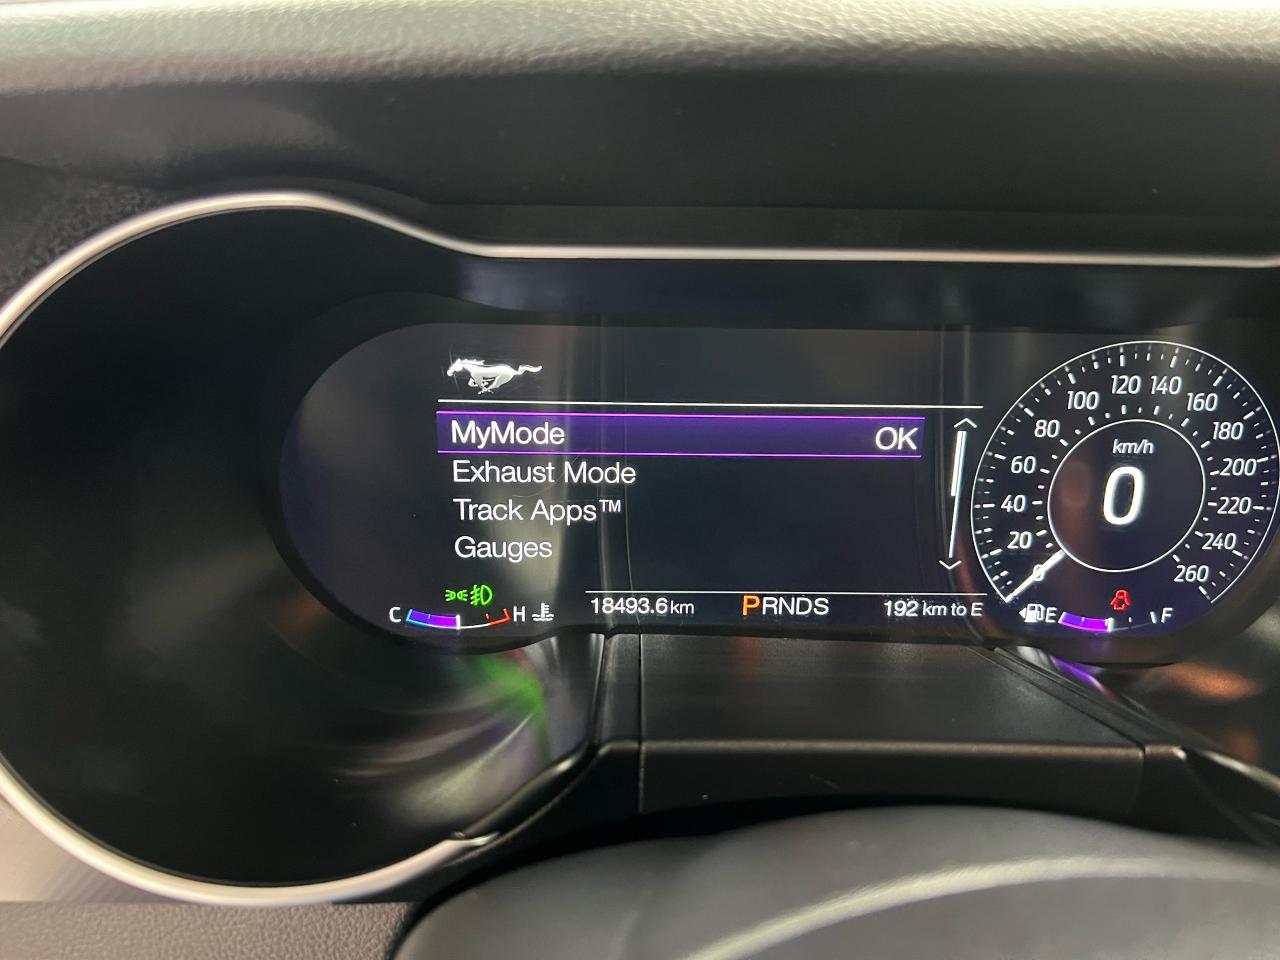 MyMode OK
Exhaust Mode
Track Apps™
Gauges
C H
18493.6 km
PRNDS
192 km to E
km/h
0
0
20
40
60
80
100
120
140
160
180
200
220
240
260
E F